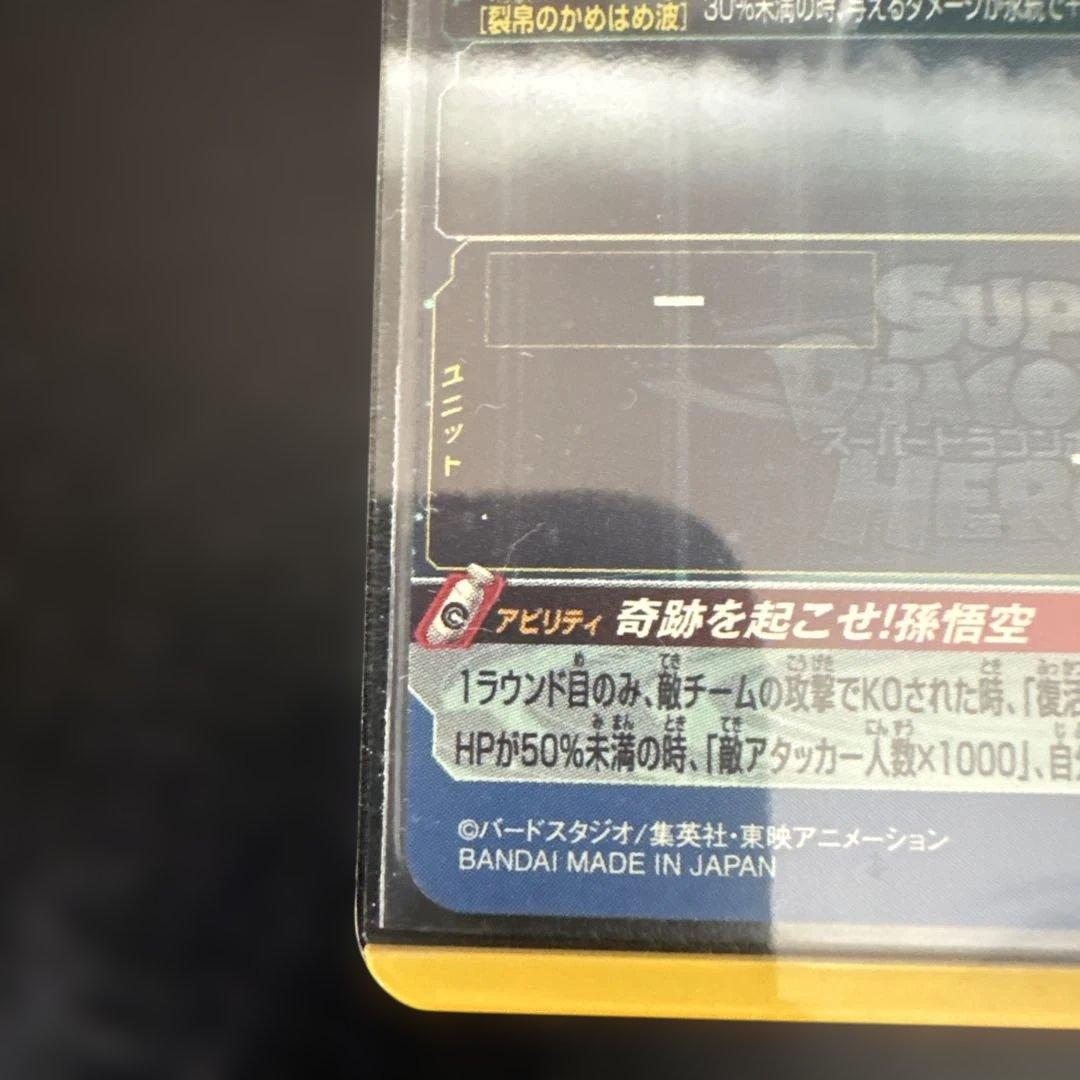 [裂帛のかめはめ波] 30%未満の時、与えるダメージが永続で
-
SUP
DRAGO
スーパードラゴン
HER
ユニット
アビリティ 奇跡を起こせ!孫悟空
1ラウンド目のみ、敵チームの攻撃でKOされた時、「復活
HPが50%未満の時、「敵アタッカー人数×1000」、自分
©バードスタジオ/集英社・東映アニメーション
BANDAI MADE IN JAPAN